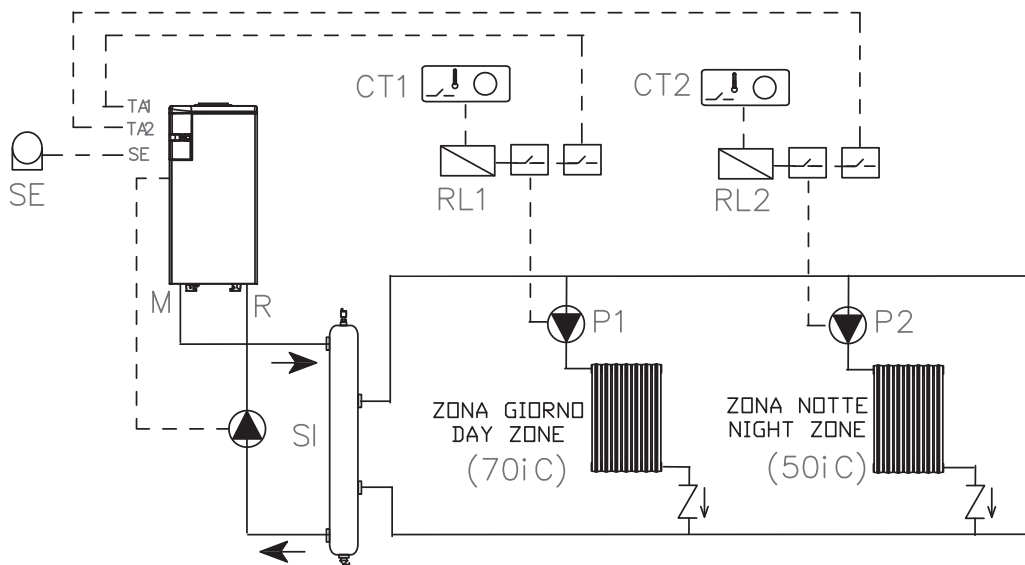 CT1
CT2
TA1
TA2
SE
SE
RL1
RL2
M
R
P1
P2
SI
ZONA GIORNO
DAY ZONE
(70iC)
ZONA NOTTE
NIGHT ZONE
(50iC)